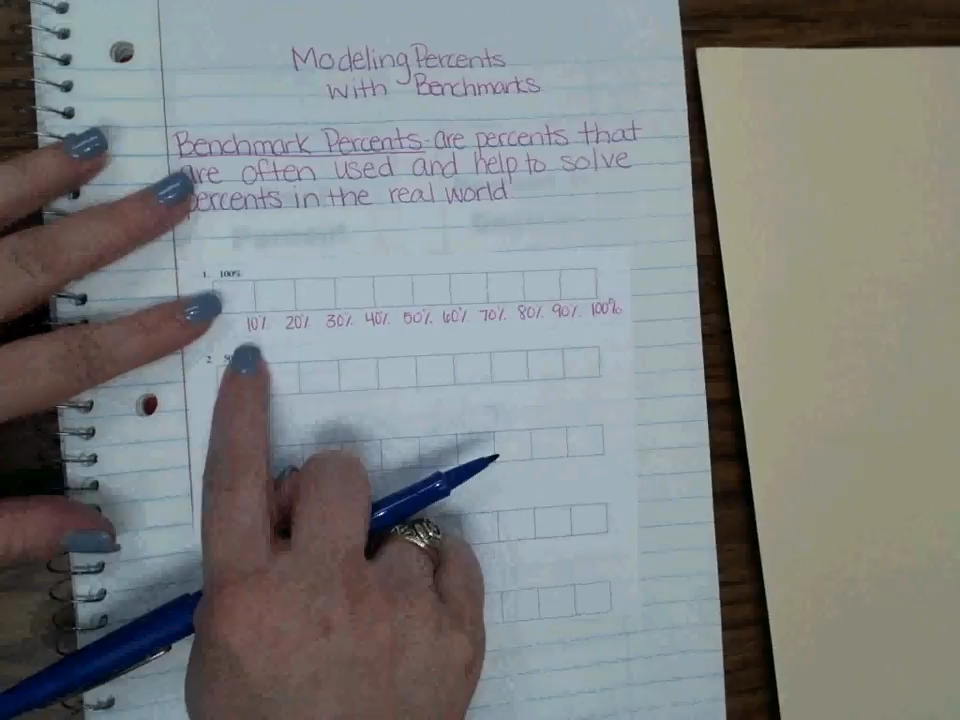 Modeling Percents
with Benchmarks
Benchmark Percents - are percents that
are often used and help to solve
percents in the real world
1. 100%
10% 20% 30% 40% 50% 60% 70% 80% 90% 100%
2